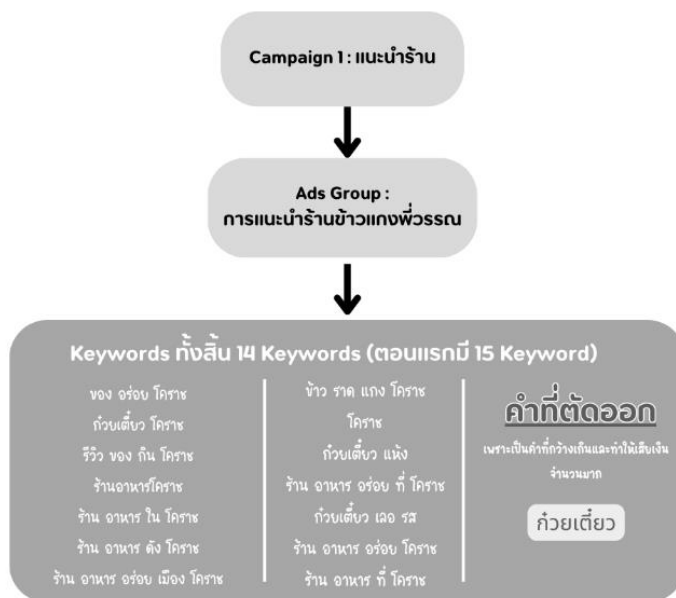 Campaign 1 : แนะนำร้าน
Ads Group :
การแนะนำร้านข้าวแกงพี่วรรณ
Keywords ทั้งสิ้น 14 Keywords (ตอนแรกมี 15 Keyword)
ของ อร่อย โคราช
ก๋วยเตี๋ยว โคราช
รีวิว ของ กิน โคราช
ร้านอาหารโคราช
ร้าน อาหาร ใน โคราช
ร้าน อาหาร ดัง โคราช
ร้าน อาหาร อร่อย เมือง โคราช
ข้าว ราด แกง โคราช
โคราช
ก๋วยเตี๋ยว แห้ง
ร้าน อาหาร อร่อย ที่ โคราช
ก๋วยเตี๋ยว เลอ รส
ร้าน อาหาร อร่อย โคราช
ร้าน อาหาร ที่ โคราช
คำที่ตัดออก
เพราะเป็นคำที่กว้างเกินและทำให้เสียเงิน
จำนวนมาก
ก๋วยเตี๋ยว